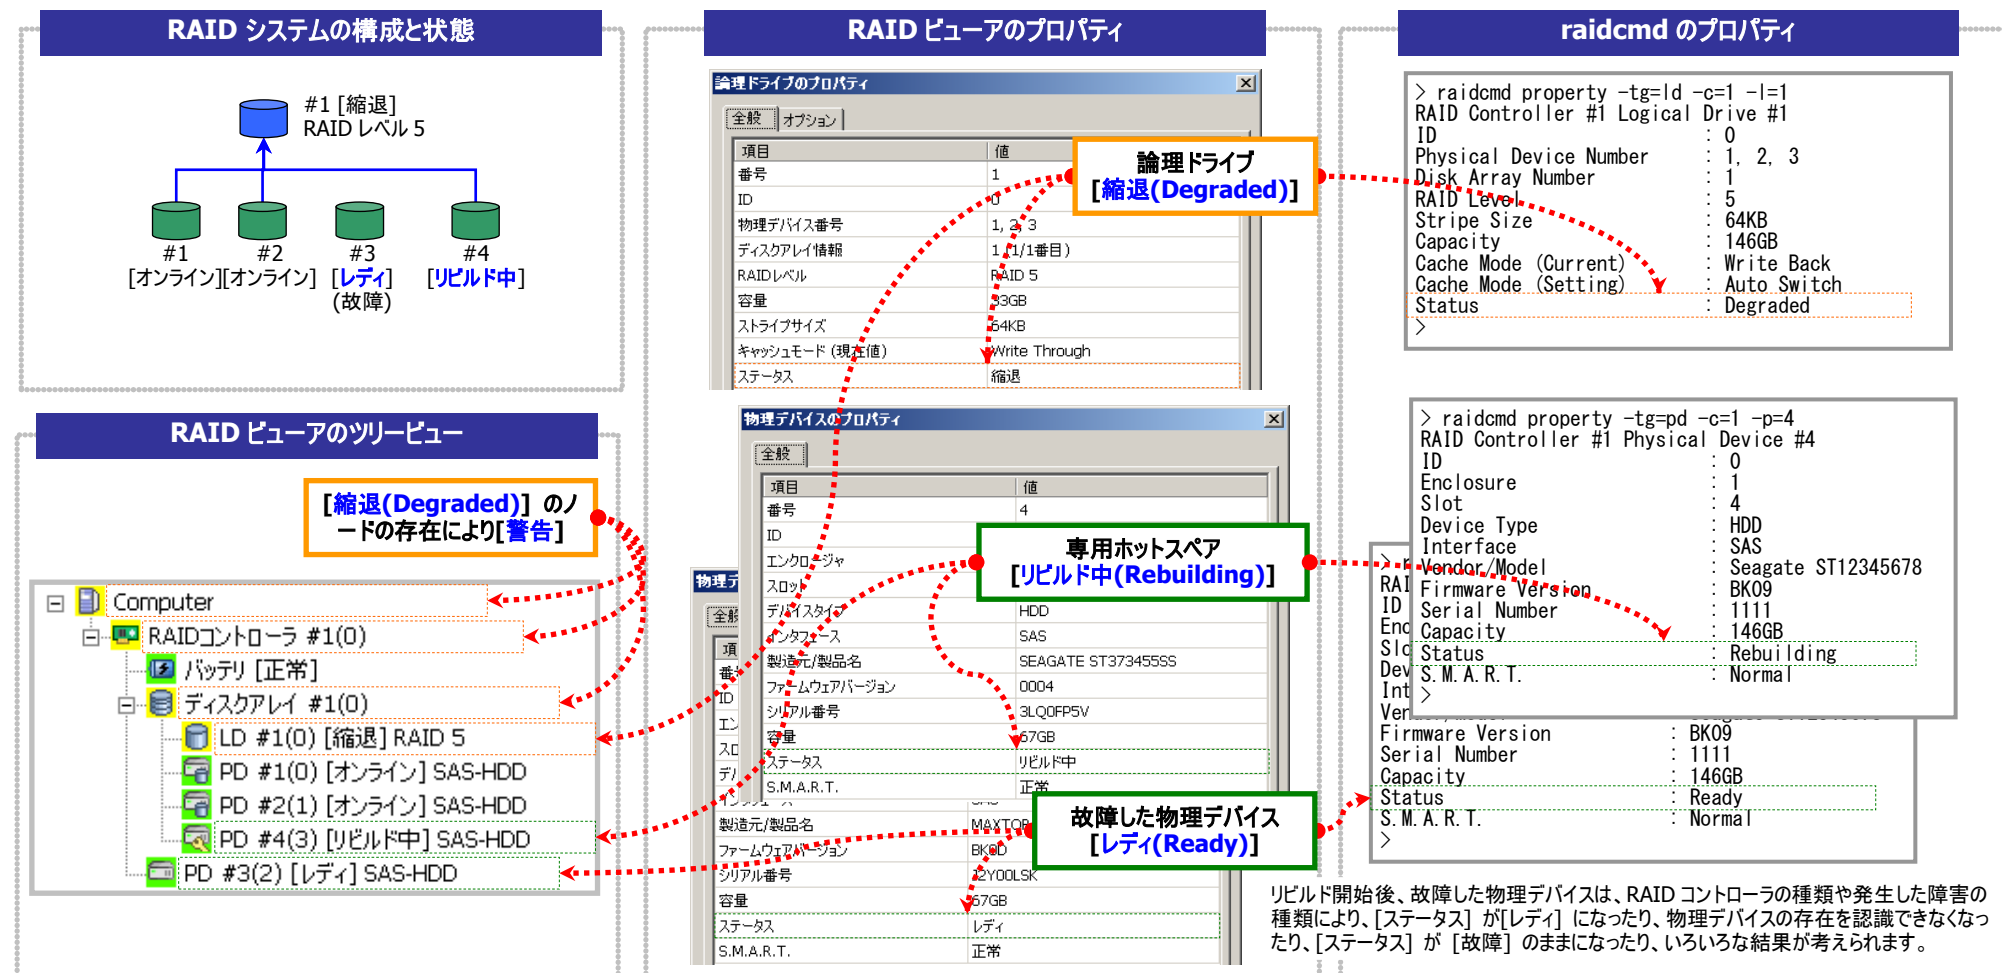 RAID システムの構成と状態
#1 [縮退]
RAID レベル 5
#1
[オンライン]
#2
[オンライン]
#3
[レディ]
(故障)
#4
[リビルド中]
RAID ビューアのツリービュー
[縮退(Degraded)] のノ
ードの存在により[警告]
Computer
RAIDコントローラ #1(0)
バッテリ [正常]
ディスクアレイ #1(0)
LD #1(0) [縮退] RAID 5
PD #1(0) [オンライン] SAS-HDD
PD #2(1) [オンライン] SAS-HDD
PD #4(3) [リビルド中] SAS-HDD
PD #3(2) [レディ] SAS-HDD
RAID ビューアのプロパティ
論理ドライブのプロパティ
全般 オプション
項目 値
番号 1
ID 0
物理デバイス番号 1, 2, 3
ディスクアレイ情報 1 (1/1番目)
RAIDレベル RAID 5
容量 33GB
ストライプサイズ 64KB
キャッシュモード (現在値) Write Through
ステータス 縮退
論理ドライブ
[縮退(Degraded)]
物理デバイスのプロパティ
全般
項目 値
番号 4
ID
エンクロージャ
スロット
デバイスタイプ HDD
インタフェース SAS
製造元/製品名 SEAGATE ST373455SS
ファームウェアバージョン 0004
シリアル番号 3LQ0FP5V
容量 67GB
ステータス リビルド中
S.M.A.R.T. 正常
専用ホットスペア
[リビルド中(Rebuilding)]
製造元/製品名 MAXTOR
ファームウェアバージョン BK0D
シリアル番号 J2Y00LSK
容量 67GB
ステータス レディ
S.M.A.R.T. 正常
故障した物理デバイス
[レディ(Ready)]
raidcmd のプロパティ
> raidcmd property -tg=ld -c=1 -l=1
RAID Controller #1 Logical Drive #1
ID : 0
Physical Device Number : 1, 2, 3
Disk Array Number : 1
RAID Level : 5
Stripe Size : 64KB
Capacity : 146GB
Cache Mode (Current) : Write Back
Cache Mode (Setting) : Auto Switch
Status : Degraded
>
> raidcmd property -tg=pd -c=1 -p=4
RAID Controller #1 Physical Device #4
ID : 0
Enclosure : 1
Slot : 4
Device Type : HDD
Interface : SAS
Vendor/Model : Seagate ST12345678
Firmware Version : BK09
Serial Number : 1111
Capacity : 146GB
Status : Rebuilding
S.M.A.R.T. : Normal
>
Firmware Version : BK09
Serial Number : 1111
Capacity : 146GB
Status : Ready
S.M.A.R.T. : Normal
>
リビルド開始後、故障した物理デバイスは、RAID コントローラの種類や発生した障害の
種類により、[ステータス] が[レディ] になったり、物理デバイスの存在を認識できなくなっ
たり、[ステータス] が [故障] のままになったり、いろいろな結果が考えられます。